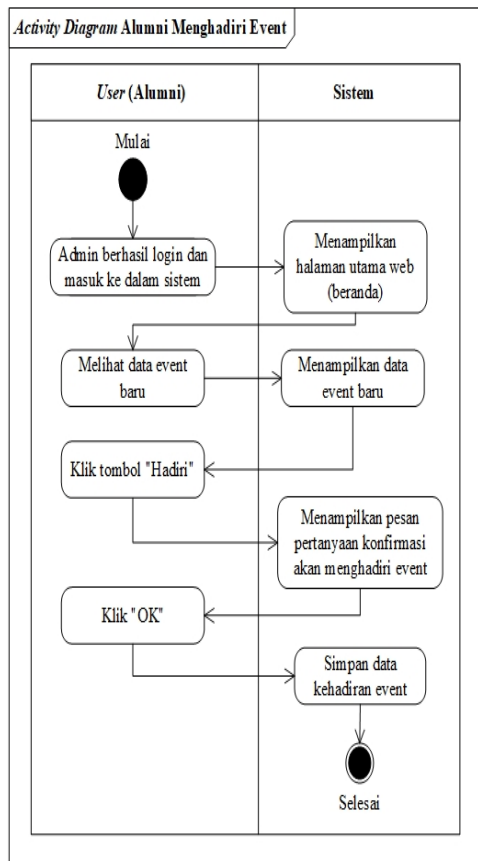 Activity Diagram Alumni Menghadiri Event
User (Alumni)
Sistem
Mulai
Admin berhasil login dan
masuk ke dalam sistem
Menampilkan
halaman utama web
(beranda)
Melihat data event
baru
Menampilkan data
event baru
Klik tombol "Hadiri"
Menampilkan pesan
pertanyaan konfirmasi
akan menghadiri event
Klik "OK"
Simpan data
kehadiran event
Selesai